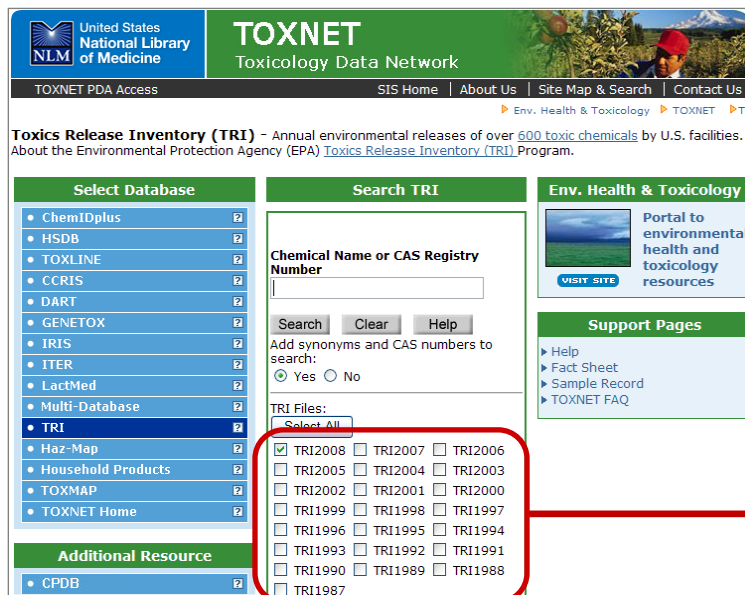 United States
National Library
of Medicine
NLM
TOXNET
Toxicology Data Network
TOXNET PDA Access
SIS Home | About Us | Site Map & Search | Contact Us
Env. Health & Toxicology TOXNET
Toxics Release Inventory (TRI) - Annual environmental releases of over 600 toxic chemicals by U.S. facilities.
About the Environmental Protection Agency (EPA) Toxics Release Inventory (TRI) Program.
Select Database
• ChemIDplus ?
• HSDB ?
• TOXLINE ?
• CCRIS ?
• DART ?
• GENETOX ?
• IRIS ?
• ITER ?
• LactMed ?
• Multi-Database ?
• TRI ?
• Haz-Map ?
• Household Products ?
• TOXMAP ?
• TOXNET Home ?
Additional Resource
• CPDB ?
Search TRI
Chemical Name or CAS Registry
Number
Search Clear Help
Add synonyms and CAS numbers to
search:
Yes No
TRI Files:
Select All
TRI2008 TRI2007 TRI2006
TRI2005 TRI2004 TRI2003
TRI2002 TRI2001 TRI2000
TRI1999 TRI1998 TRI1997
TRI1996 TRI1995 TRI1994
TRI1993 TRI1992 TRI1991
TRI1990 TRI1989 TRI1988
TRI1987
Env. Health & Toxicology
Portal to
environmenta
health and
toxicology
resources
VISIT SITE
Support Pages
Help
Fact Sheet
Sample Record
TOXNET FAQ